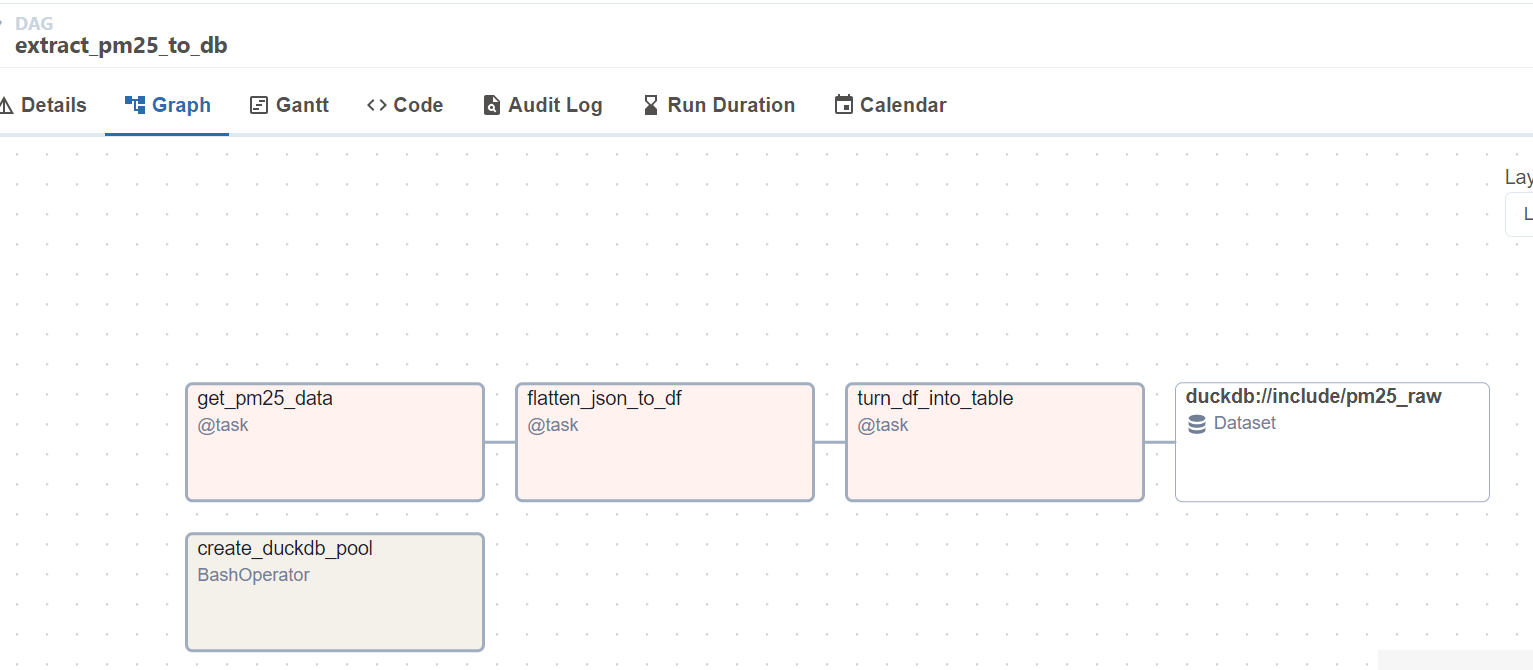 DAG
extract_pm25_to_db
Details Graph Gantt Code Audit Log Run Duration Calendar
Lay
L
get_pm25_data
@task
flatten_json_to_df
@task
turn_df_into_table
@task
duckdb://include/pm25_raw
Dataset
create_duckdb_pool
BashOperator